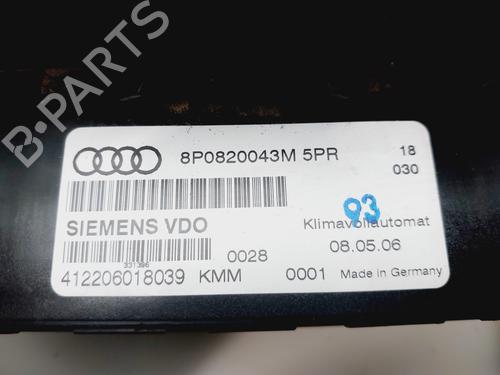 B-PARTS
8P0820043M 5PR
18
030
SIEMENS VDO
93
Klimavollautomat
331396
0028
08.05.06
412206018039 KMM
0001 Made in Germany